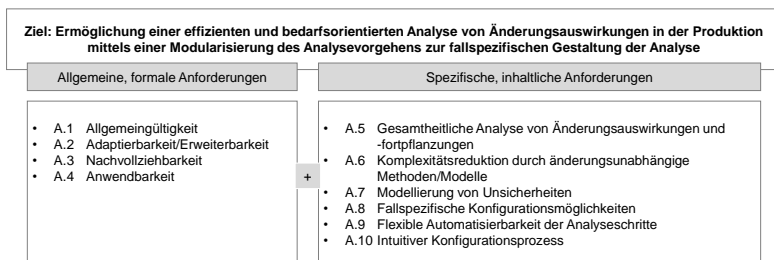 Ziel: Ermöglichung einer effizienten und bedarfsorientierten Analyse von Änderungsauswirkungen in der Produktion
mittels einer Modularisierung des Analysevorgehens zur fallspezifischen Gestaltung der Analyse
Allgemeine, formale Anforderungen
• A.1 Allgemeingültigkeit
• A.2 Adaptierbarkeit/Erweiterbarkeit
• A.3 Nachvollziehbarkeit
• A.4 Anwendbarkeit
+
Spezifische, inhaltliche Anforderungen
• A.5 Gesamtheitliche Analyse von Änderungsauswirkungen und
-fortpflanzungen
• A.6 Komplexitätsreduktion durch änderungsunabhängige
Methoden/Modelle
• A.7 Modellierung von Unsicherheiten
• A.8 Fallspezifische Konfigurationsmöglichkeiten
• A.9 Flexible Automatisierbarkeit der Analyseschritte
• A.10 Intuitiver Konfigurationsprozess